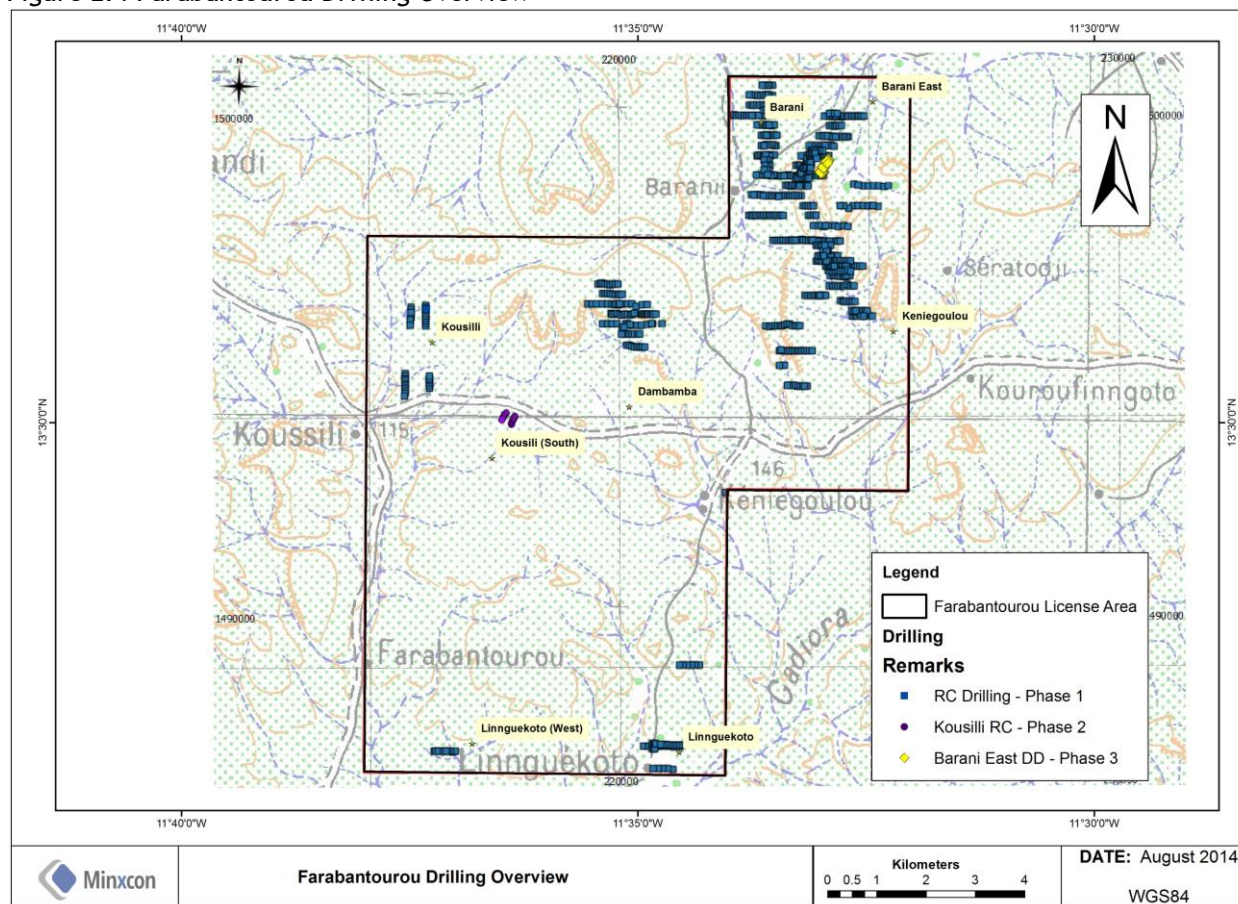 11°40'0"W
11°35'0"W
11°30'0"W
220000
230000
N
Barani East
Barani
1500000
N
andi
Baranii
Sératodji
Kousilli
Keniegoulou
Dambamba
Kouroufinngoto
13°30'0"N
13°30'0"N
Koussili
115
Kousili (South)
146
Keniegoulou
Legend
Farabantourou License Area
Drilling
Remarks
RC Drilling - Phase 1
Kousilli RC - Phase 2
Barani East DD - Phase 3
1490000
Gadiora
Farabantourou
Linnguekoto (West)
Linnguekoto
Linnguékoto
220000
11°40'0"W
11°35'0"W
11°30'0"W
Minxcon
Farabantourou Drilling Overview
Kilometers
0 0.5 1 2 3 4
DATE: August 2014
WGS84